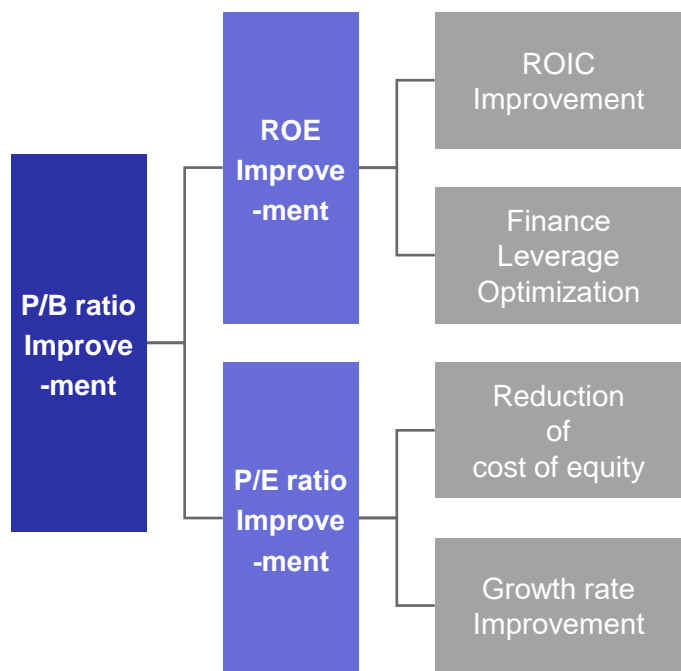 P/B ratio
Improve
-ment
ROE
Improve
-ment
ROIC
Improvement
Finance
Leverage
Optimization
P/E ratio
Improve
-ment
Reduction
of
cost of equity
Growth rate
Improvement